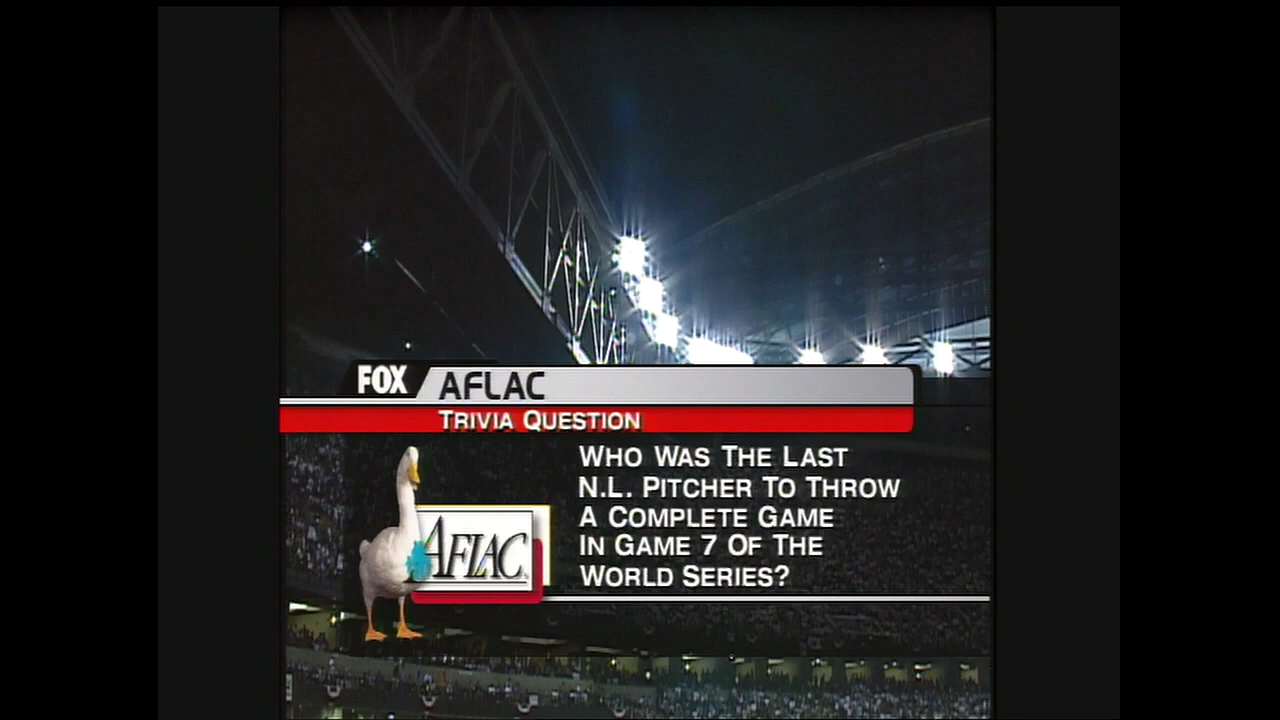 FOX AFLAC
TRIVIA QUESTION
WHO WAS THE LAST
N.L. PITCHER TO THROW
A COMPLETE GAME
IN GAME 7 OF THE
WORLD SERIES?
AFLAC